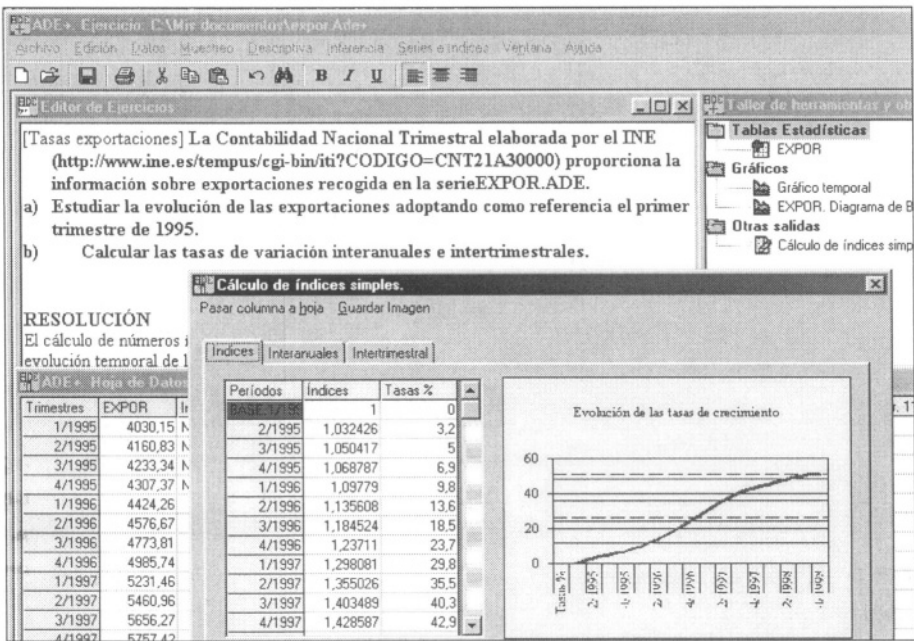 ADE+. Ejercicio. C:\Mis documentos\expor.Ade+
Archivo Edición Datos Muestreo Descriptiva Inferencia Series e Indices Ventana Ayuda
B I U
Editor de Ejercicios
[Tasas exportaciones] La Contabilidad Nacional Trimestral elaborada por el INE
(http://www.ine.es/tempus/cgi-bin/iti?CODIGO=CNT21A30000) proporciona la
información sobre exportaciones recogida en la serieEXPOR.ADE.
a) Estudiar la evolución de las exportaciones adoptando como referencia el primer
trimestre de 1995.
b) Calcular las tasas de variación interanuales e intertrimestrales.
RESOLUCIÓN
El cálculo de números i
evolución temporal de l
Taller de herramientas y ob
Tablas Estadísticas
EXPOR
Gráficos
Gráfico temporal
EXPOR. Diagrama de B
Otras salidas
Cálculo de índices simp
ADE+. Hoja de Datos
Trimestres EXPOR
1/1995 4030,15 N
2/1995 4160,83 N
3/1995 4233,34 N
4/1995 4307,37 N
1/1996 4424,26
2/1996 4576,67
3/1996 4773,81
4/1996 4985,74
1/1997 5231,46
2/1997 5460,96
3/1997 5656,27
4/1997 5757,42
Cálculo de índices simples.
Pasar columna a hoja Guardar Imagen
Indices Interanuales Intertrimestral
Períodos Índices Tasas %
BASE:1/199 1 0
2/1995 1,032426 3,2
3/1995 1,050417 5
4/1995 1,068787 6,9
1/1996 1,09779 9,8
2/1996 1,135608 13,6
3/1996 1,184524 18,5
4/1996 1,23711 23,7
1/1997 1,298081 29,8
2/1997 1,355026 35,5
3/1997 1,403489 40,3
4/1997 1,428587 42,9
Evolución de las tasas de crecimiento
60
40
20
0
Tasas %